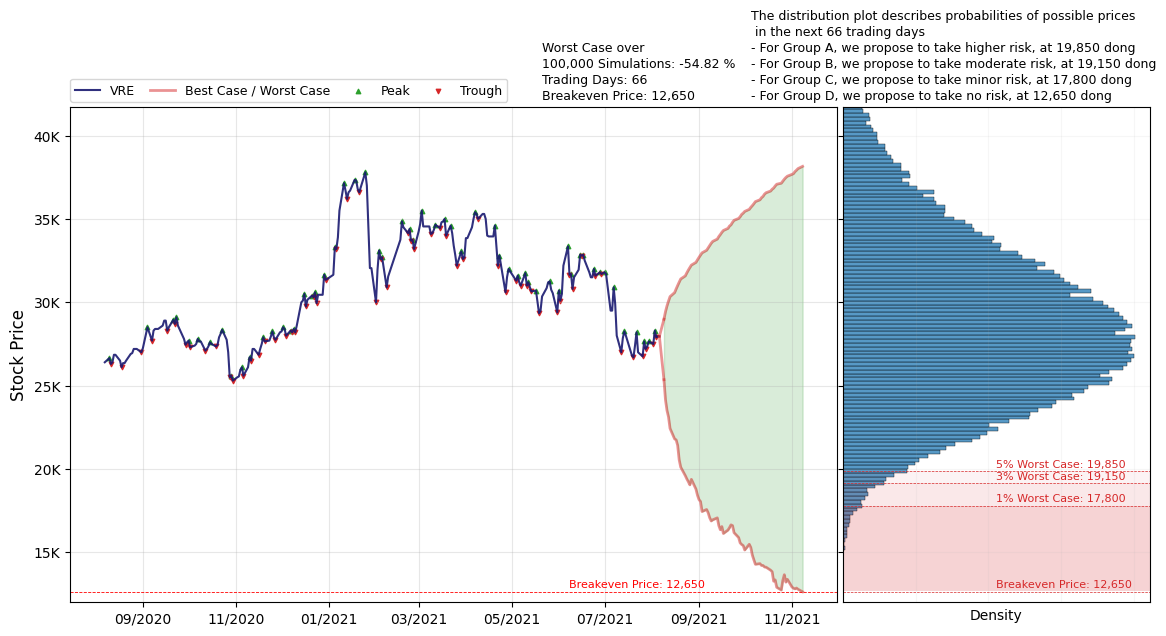 The distribution plot describes probabilities of possible prices
in the next 66 trading days
- For Group A, we propose to take higher risk, at 19,850 dong
- For Group B, we propose to take moderate risk, at 19,150 dong
- For Group C, we propose to take minor risk, at 17,800 dong
- For Group D, we propose to take no risk, at 12,650 dong
Worst Case over
100,000 Simulations: -54.82 %
Trading Days: 66
Breakeven Price: 12,650
VRE
Best Case / Worst Case
Peak
Trough
Stock Price
40K
35K
30K
25K
20K
15K
Breakeven Price: 12,650
09/2020
11/2020
01/2021
03/2021
05/2021
07/2021
09/2021
11/2021
5% Worst Case: 19,850
3% Worst Case: 19,150
1% Worst Case: 17,800
Breakeven Price: 12,650
Density